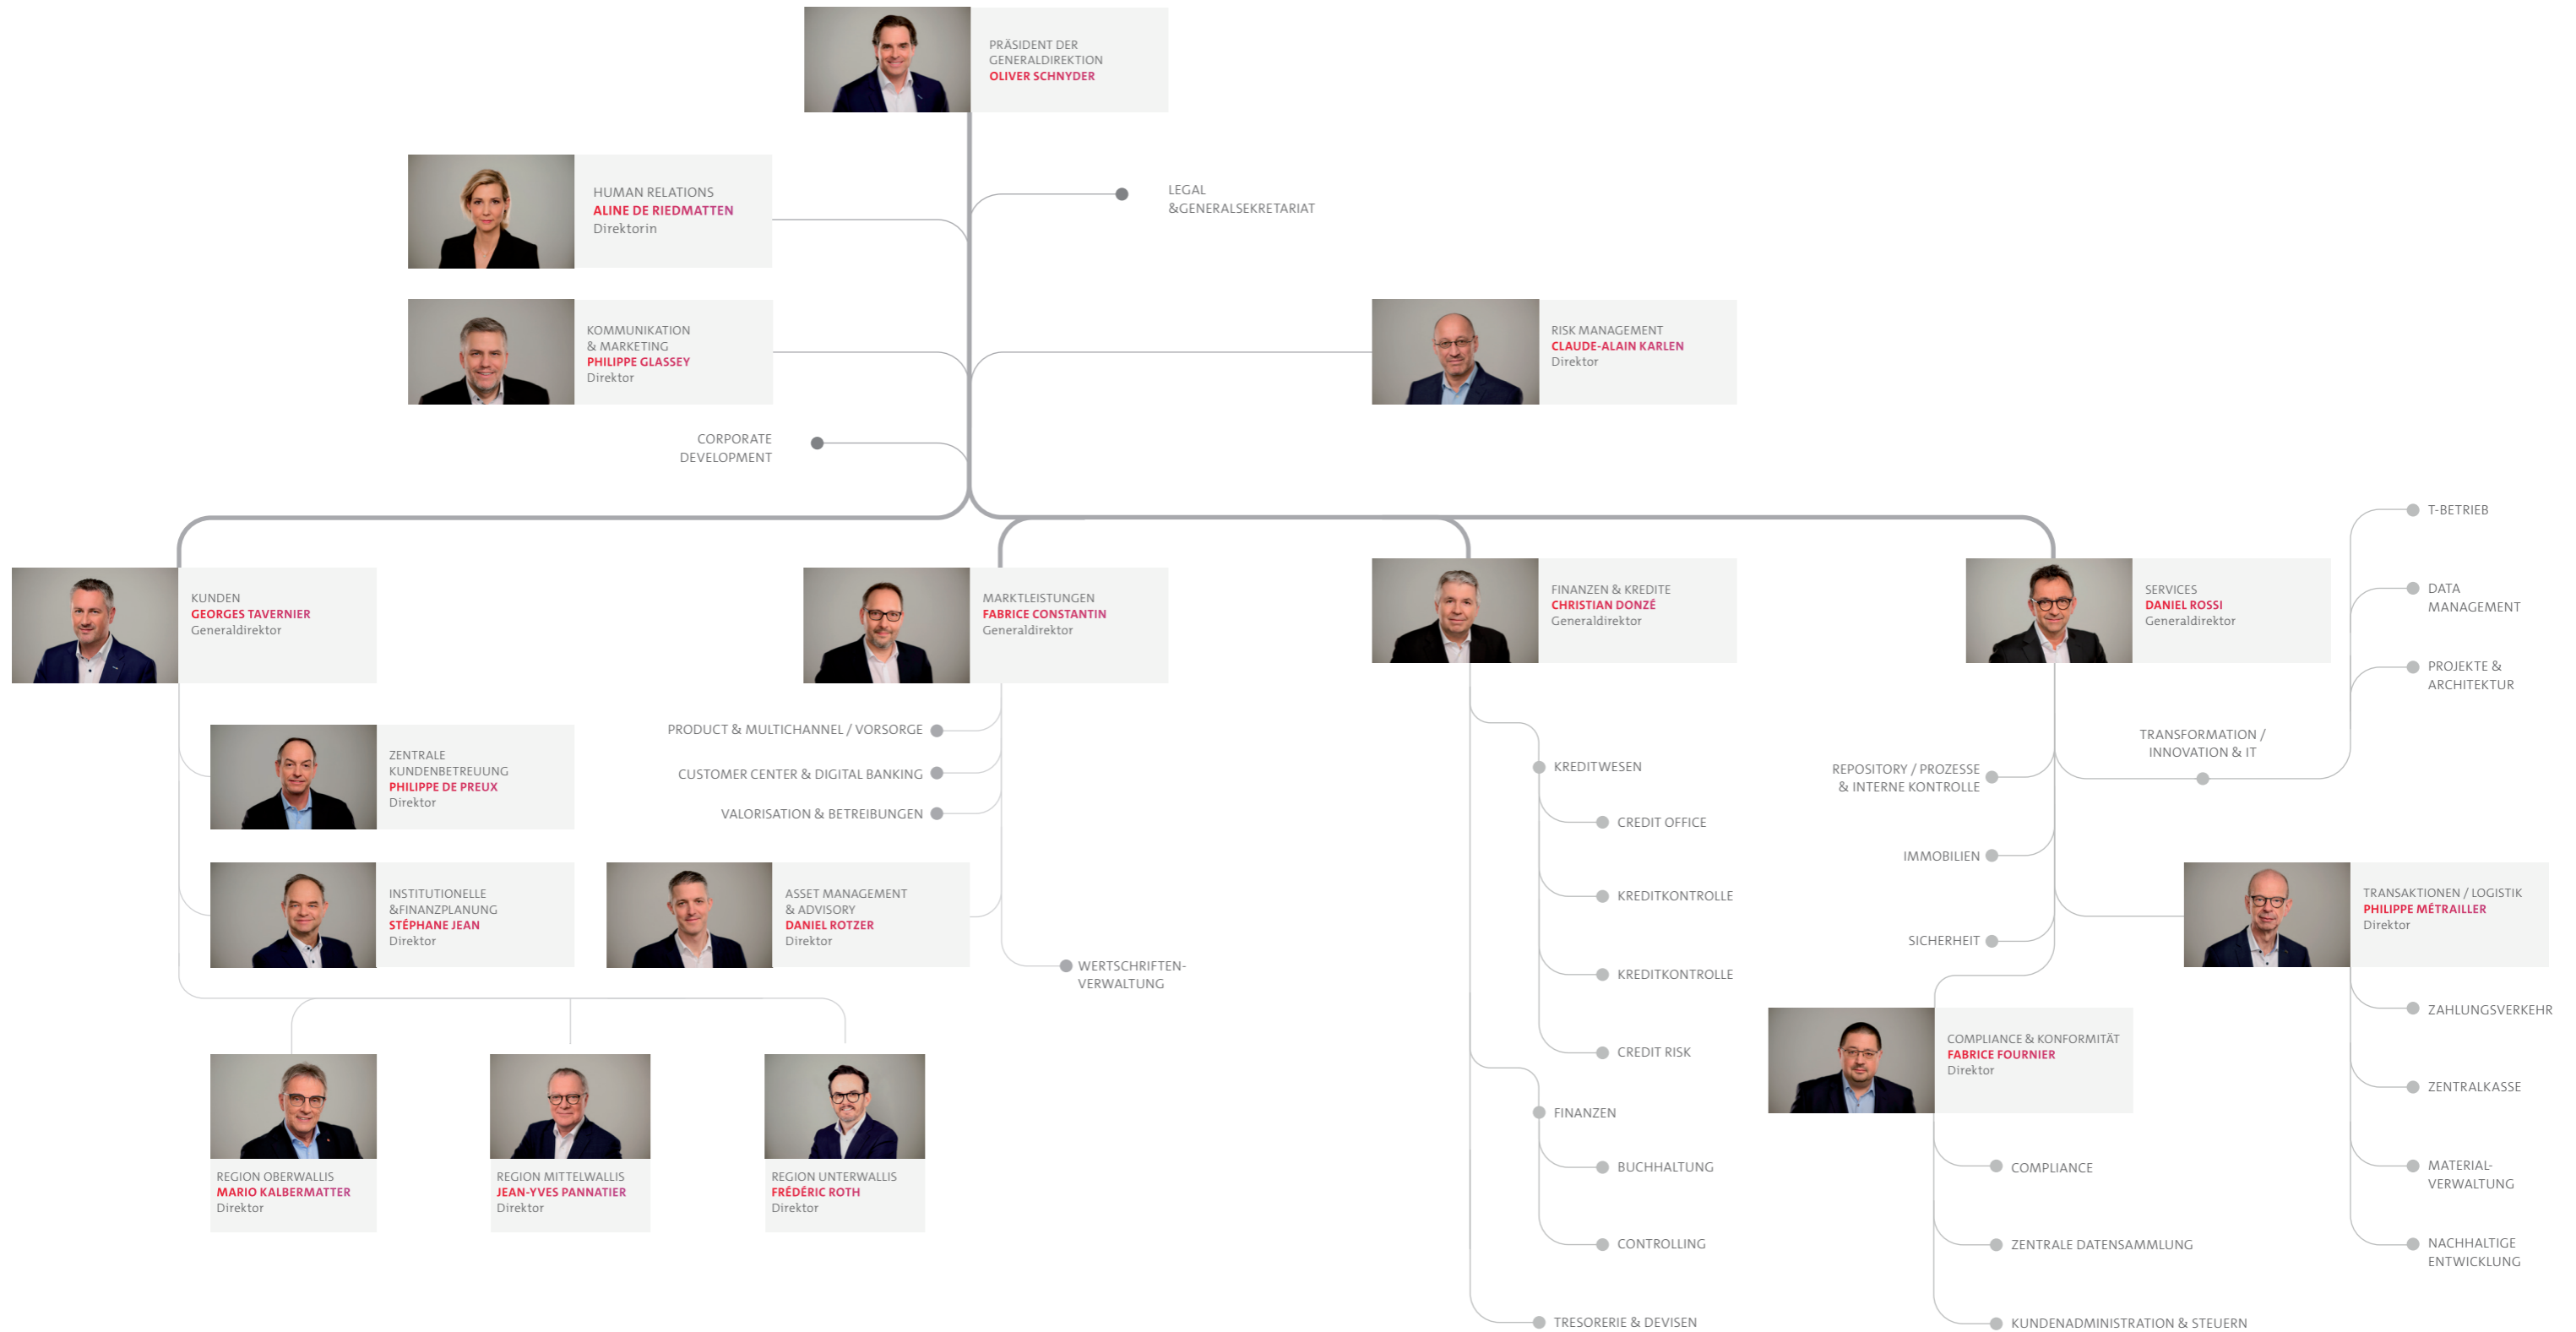 PRÄSIDENT DER
GENERALDIREKTION
OLIVER SCHNYDER
HUMAN RELATIONS
ALINE DE RIEDMATTEN
Direktorin
LEGAL
&GENERALSEKRETARIAT
KOMMUNIKATION
& MARKETING
PHILIPPE GLASSEY
Direktor
RISK MANAGEMENT
CLAUDE-ALAIN KARLEN
Direktor
CORPORATE
DEVELOPMENT
KUNDEN
GEORGES TAVERNIER
Generaldirektor
ZENTRALE
KUNDENBETREUUNG
PHILIPPE DE PREUX
Direktor
INSTITUTIONELLE
&FINANZPLANUNG
STÉPHANE JEAN
Direktor
REGION OBERWALLIS
MARIO KALBERMATTER
Direktor
REGION MITTELWALLIS
JEAN-YVES PANNATIER
Direktor
REGION UNTERWALLIS
FRÉDÉRIC ROTH
Direktor
MARKTLEISTUNGEN
FABRICE CONSTANTIN
Generaldirektor
PRODUCT & MULTICHANNEL / VORSORGE
CUSTOMER CENTER & DIGITAL BANKING
VALORISATION & BETREIBUNGEN
ASSET MANAGEMENT
& ADVISORY
DANIEL ROTZER
Direktor
WERTSCHRIFTEN-
VERWALTUNG
FINANZEN & KREDITE
CHRISTIAN DONZÉ
Generaldirektor
KREDITWESEN
CREDIT OFFICE
KREDITKONTROLLE
KREDITKONTROLLE
CREDIT RISK
FINANZEN
BUCHHALTUNG
CONTROLLING
TRESORERIE & DEVISEN
SERVICES
DANIEL ROSSI
Generaldirektor
TRANSFORMATION /
INNOVATION & IT
T-BETRIEB
DATA
MANAGEMENT
PROJEKTE &
ARCHITEKTUR
REPOSITORY / PROZESSE
& INTERNE KONTROLLE
IMMOBILIEN
SICHERHEIT
TRANSAKTIONEN / LOGISTIK
PHILIPPE MÉTRAILLER
Direktor
ZAHLUNGSVERKEHR
ZENTRALKASSE
MATERIAL-
VERWALTUNG
NACHHALTIGE
ENTWICKLUNG
COMPLIANCE & KONFORMITÄT
FABRICE FOURNIER
Direktor
COMPLIANCE
ZENTRALE DATENSAMMLUNG
KUNDENADMINISTRATION & STEUERN